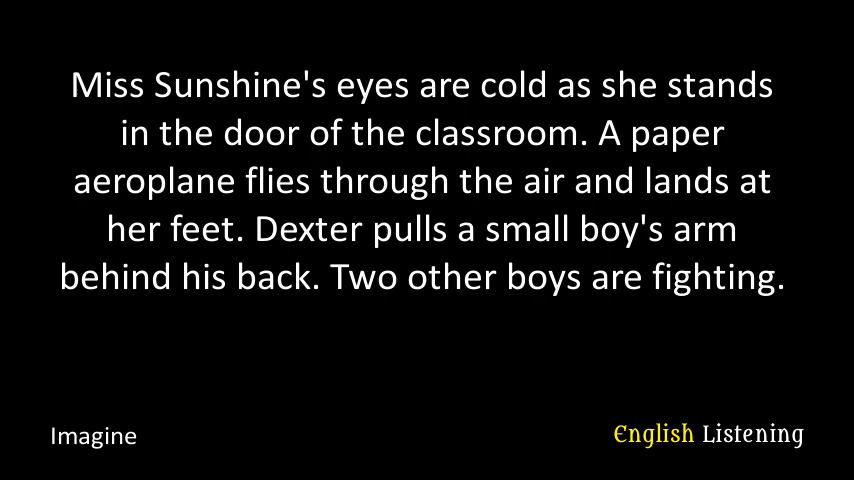 Miss Sunshine's eyes are cold as she stands
in the door of the classroom. A paper
aeroplane flies through the air and lands at
her feet. Dexter pulls a small boy's arm
behind his back. Two other boys are fighting.
Imagine
English Listening